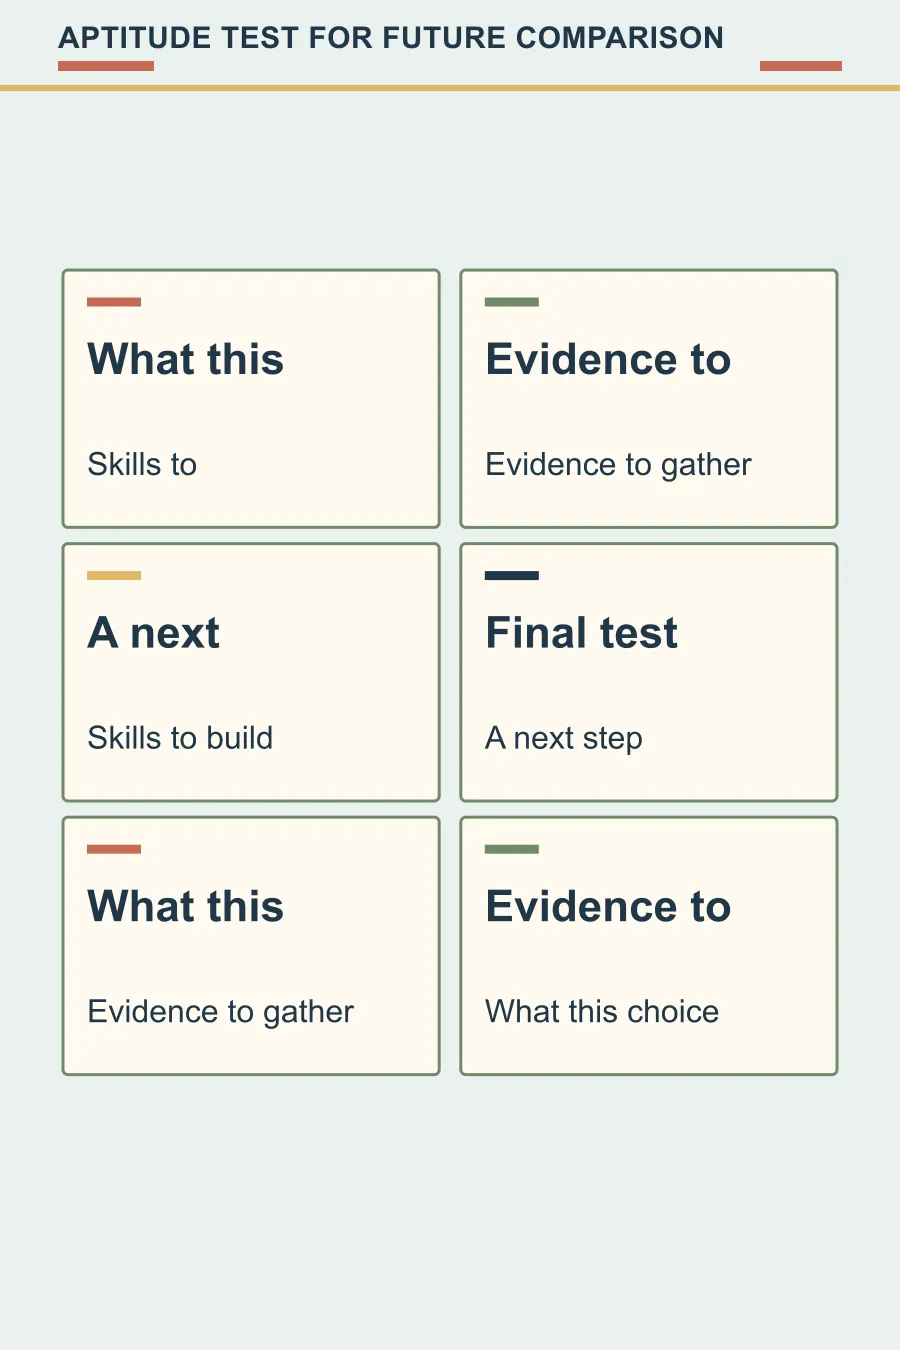 APTITUDE TEST FOR FUTURE COMPARISON
What this
Skills to
Evidence to
Evidence to gather
A next
Skills to build
Final test
A next step
What this
Evidence to gather
Evidence to
What this choice